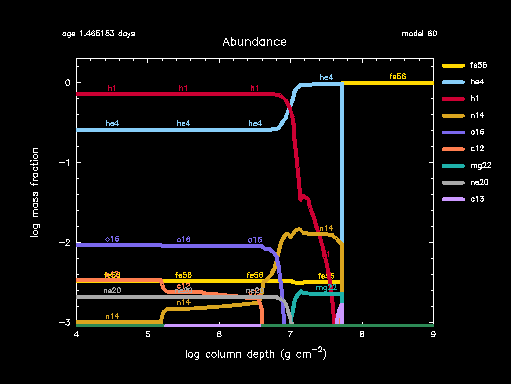 age 1.465153 days
model 60
Abundance
fe56
he4
h1
n14
o16
c12
mg22
ne20
c13
he4
fe56
h1 h1 h1
he4 he4 he4
n14
o16 o16 o16
fe56 fe56 fe56 fe56
c12
ne20
mg22
n14 n14
0
−1
−2
−3
4 5 6 7 8 9
log mass fraction
log column depth (g cm⁻²)